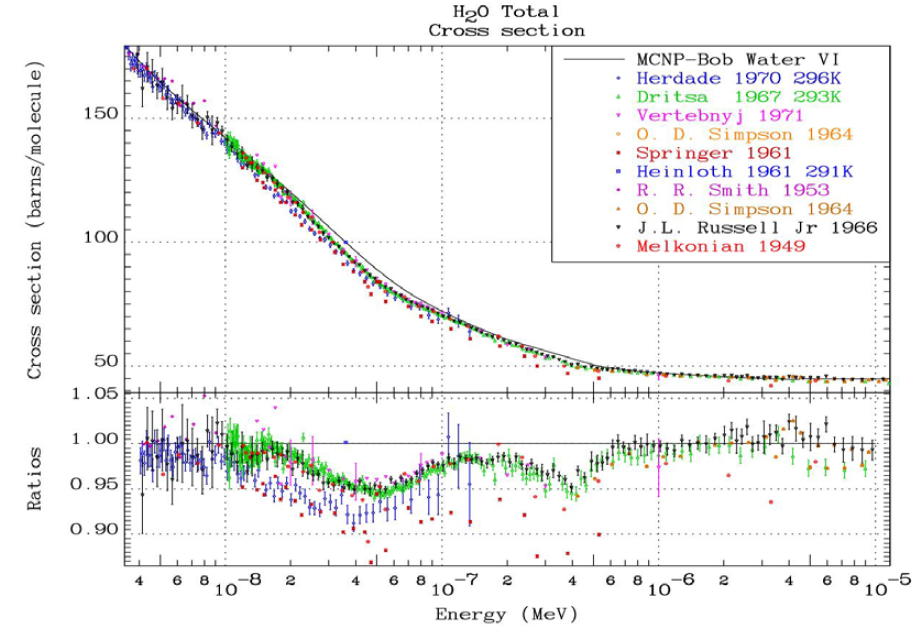 H2O Total
Cross section
MCNP-Bob Water VI
Herdade 1970 296K
Dritsa 1967 293K
Vertebnyj 1971
O. D. Simpson 1964
Springer 1961
Heinloth 1961 291K
R. R. Smith 1953
O. D. Simpson 1964
J.L. Russell Jr 1966
Melkonian 1949
Cross section (barns/molecule)
150
100
50
Ratios
1.05
1.00
0.95
0.90
4 6 8 10-8 2 4 6 8 10-7 2 4 6 8 10-6 2 4 6 8 10-5
Energy (MeV)